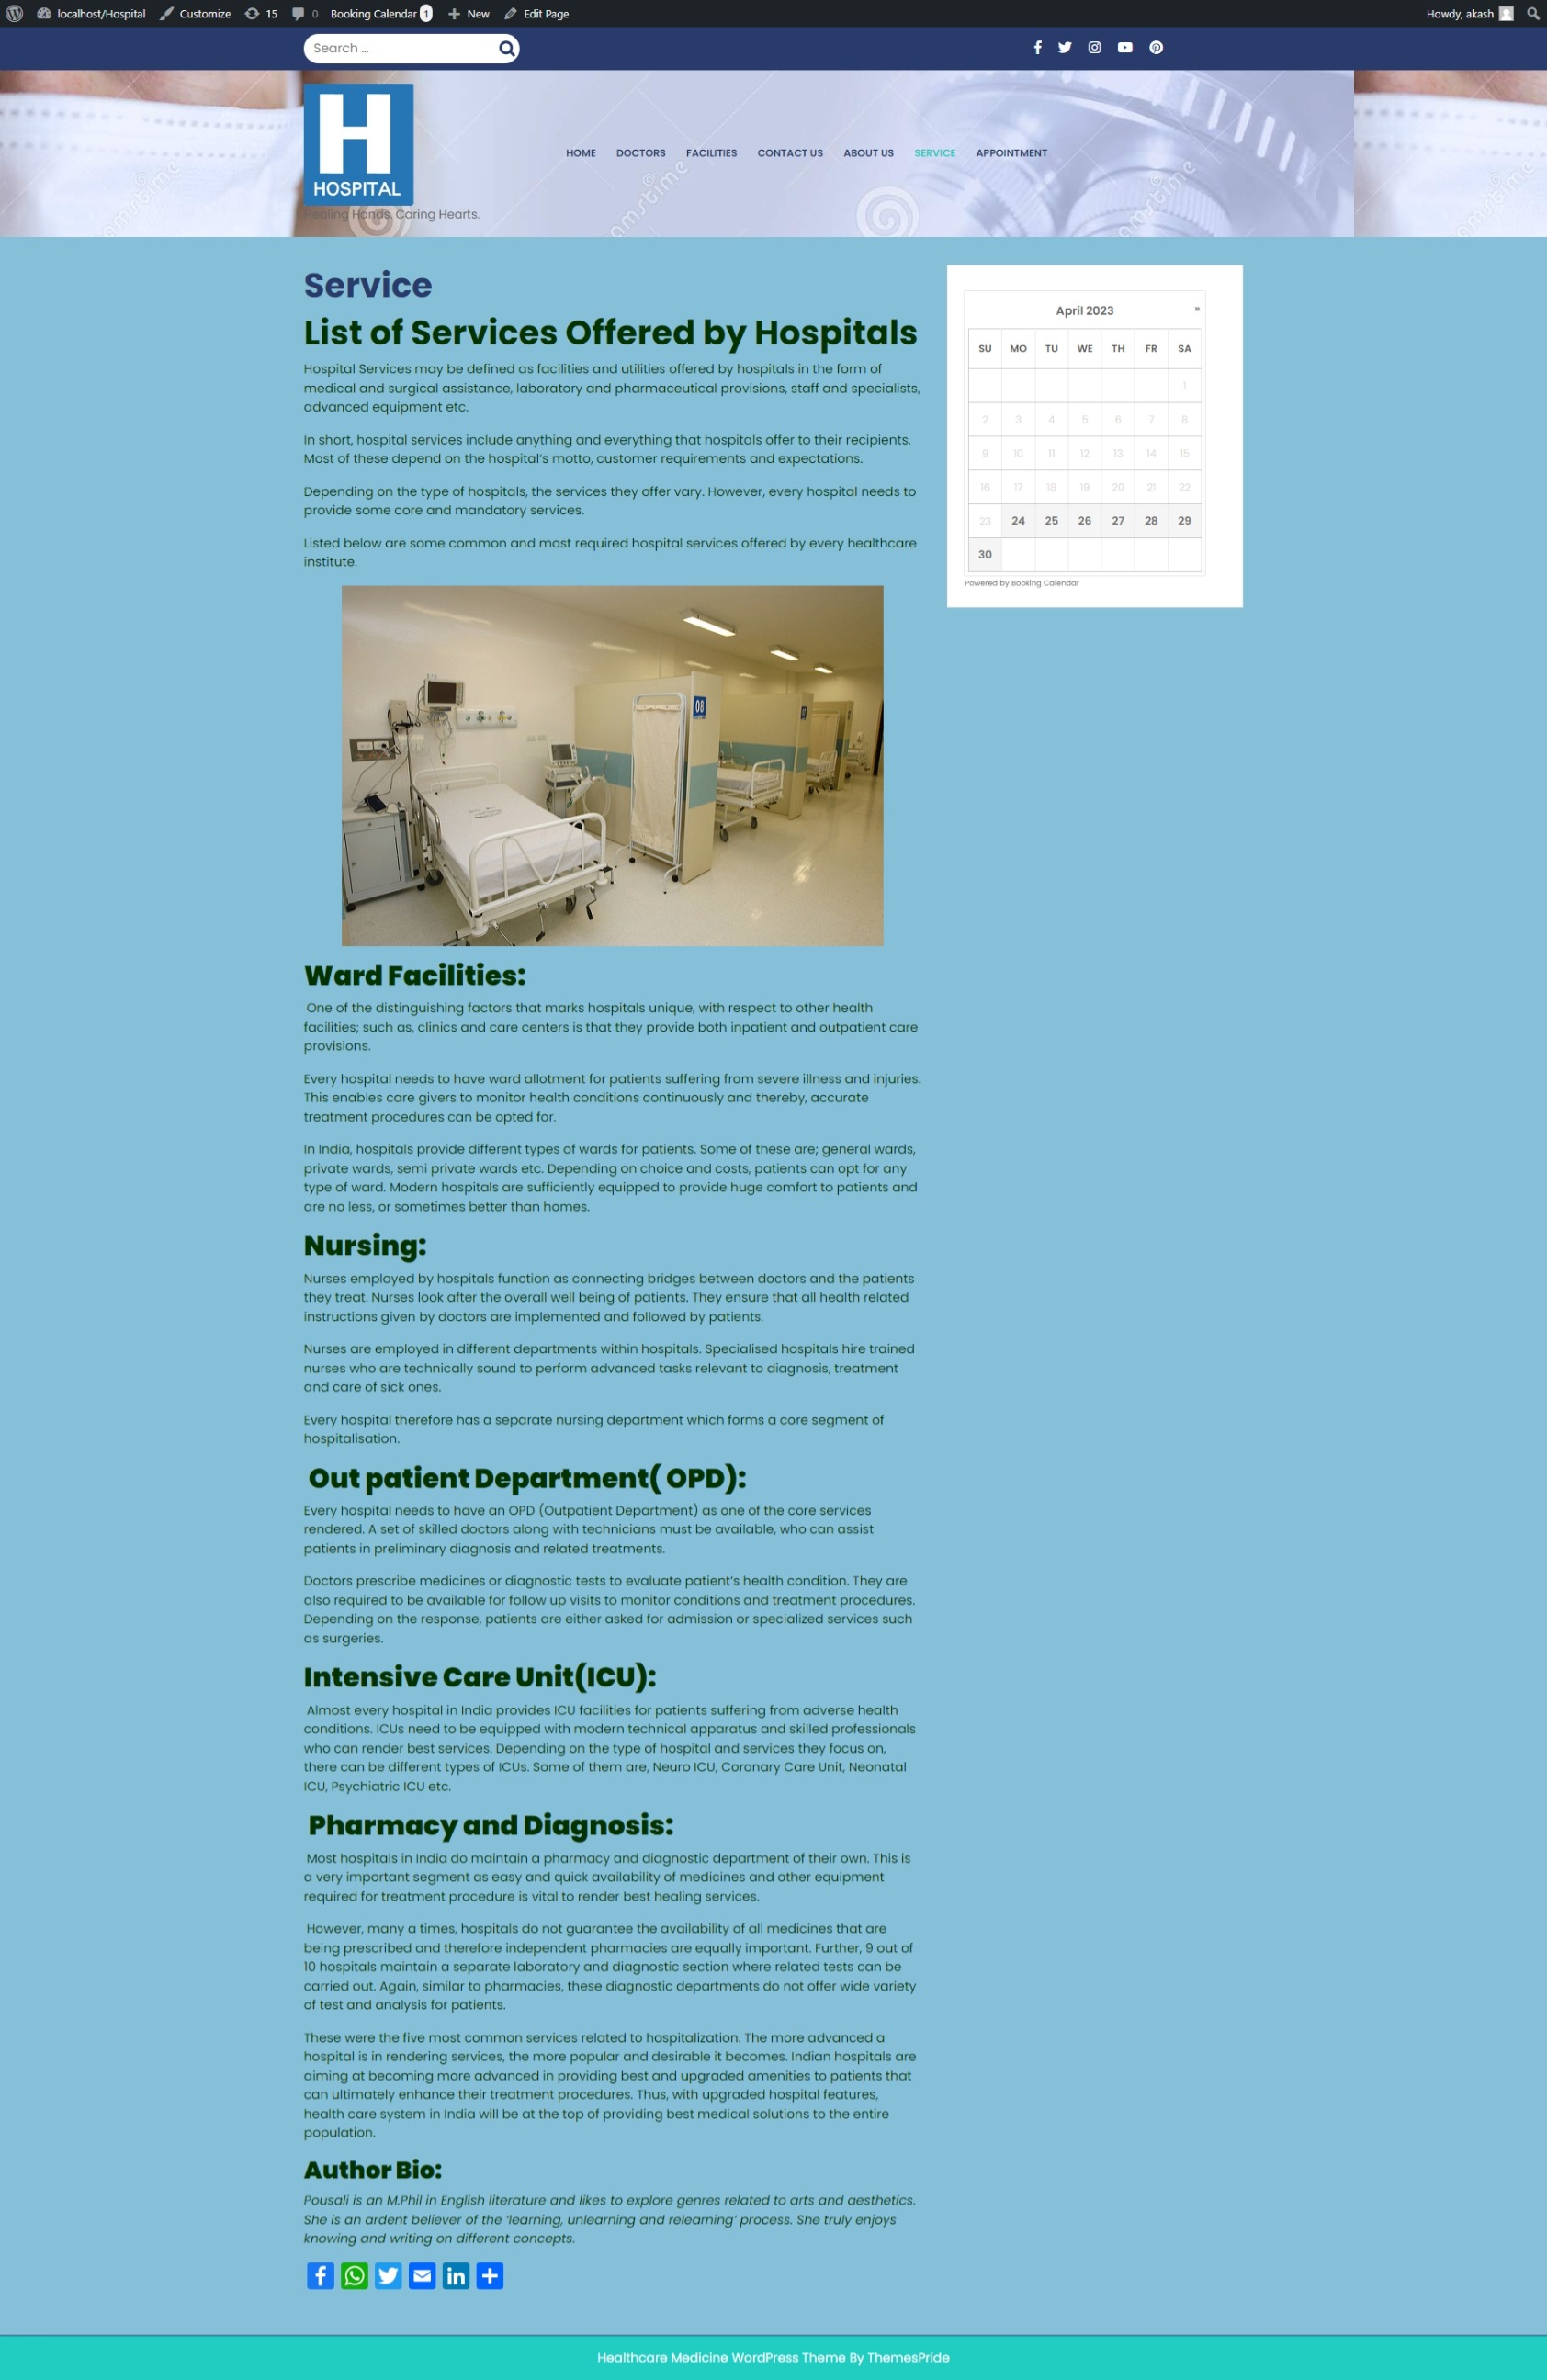 localhost/Hospital Customize 15 0 Booking Calendar 1 New Edit Page Howdy, akash
Search …
H
HOSPITAL
Healing Hands. Caring Hearts.
HOME DOCTORS FACILITIES CONTACT US ABOUT US SERVICE APPOINTMENT
Service
List of Services Offered by Hospitals
Hospital Services may be defined as facilities and utilities offered by hospitals in the form of
medical and surgical assistance, laboratory and pharmaceutical provisions, staff and specialists,
advanced equipment etc.
In short, hospital services include anything and everything that hospitals offer to their recipients.
Most of these depend on the hospital's motto, customer requirements and expectations.
Depending on the type of hospitals, the services they offer vary. However, every hospital needs to
provide some core and mandatory services.
Listed below are some common and most required hospital services offered by every healthcare
institute.
08
Ward Facilities:
One of the distinguishing factors that marks hospitals unique, with respect to other health
facilities; such as, clinics and care centers is that they provide both inpatient and outpatient care
provisions.
Every hospital needs to have ward allotment for patients suffering from severe illness and injuries.
This enables care givers to monitor health conditions continuously and thereby, accurate
treatment procedures can be opted for.
In India, hospitals provide different types of wards for patients. Some of these are; general wards,
private wards, semi private wards etc. Depending on choice and costs, patients can opt for any
type of ward. Modern hospitals are sufficiently equipped to provide huge comfort to patients and
are no less, or sometimes better than homes.
Nursing:
Nurses employed by hospitals function as connecting bridges between doctors and the patients
they treat. Nurses look after the overall well being of patients. They ensure that all health related
instructions given by doctors are implemented and followed by patients.
Nurses are employed in different departments within hospitals. Specialised hospitals hire trained
nurses who are technically sound to perform advanced tasks relevant to diagnosis, treatment
and care of sick ones.
Every hospital therefore has a separate nursing department which forms a core segment of
hospitalisation.
Out patient Department( OPD):
Every hospital needs to have an OPD (Outpatient Department) as one of the core services
rendered. A set of skilled doctors along with technicians must be available, who can assist
patients in preliminary diagnosis and related treatments.
Doctors prescribe medicines or diagnostic tests to evaluate patient's health condition. They are
also required to be available for follow up visits to monitor conditions and treatment procedures.
Depending on the response, patients are either asked for admission or specialized services such
as surgeries.
Intensive Care Unit(ICU):
Almost every hospital in India provides ICU facilities for patients suffering from adverse health
conditions. ICUs need to be equipped with modern technical apparatus and skilled professionals
who can render best services. Depending on the type of hospital and services they focus on,
there can be different types of ICUs. Some of them are, Neuro ICU, Coronary Care Unit, Neonatal
ICU, Psychiatric ICU etc.
Pharmacy and Diagnosis:
Most hospitals in India do maintain a pharmacy and diagnostic department of their own. This is
a very important segment as easy and quick availability of medicines and other equipment
required for treatment procedure is vital to render best healing services.
However, many a times, hospitals do not guarantee the availability of all medicines that are
being prescribed and therefore independent pharmacies are equally important. Further, 9 out of
10 hospitals maintain a separate laboratory and diagnostic section where related tests can be
carried out. Again, similar to pharmacies, these diagnostic departments do not offer wide variety
of test and analysis for patients.
These were the five most common services related to hospitalization. The more advanced a
hospital is in rendering services, the more popular and desirable it becomes. Indian hospitals are
aiming at becoming more advanced in providing best and upgraded amenities to patients that
can ultimately enhance their treatment procedures. Thus, with upgraded hospital features,
health care system in India will be at the top of providing best medical solutions to the entire
population.
Author Bio:
Pousali is an M.Phil in English literature and likes to explore genres related to arts and aesthetics.
She is an ardent believer of the 'learning, unlearning and relearning' process. She truly enjoys
knowing and writing on different concepts.
April 2023 »
SU MO TU WE TH FR SA
1
2 3 4 5 6 7 8
9 10 11 12 13 14 15
16 17 18 19 20 21 22
23 24 25 26 27 28 29
30
Powered by Booking Calendar
Healthcare Medicine WordPress Theme By ThemesPride